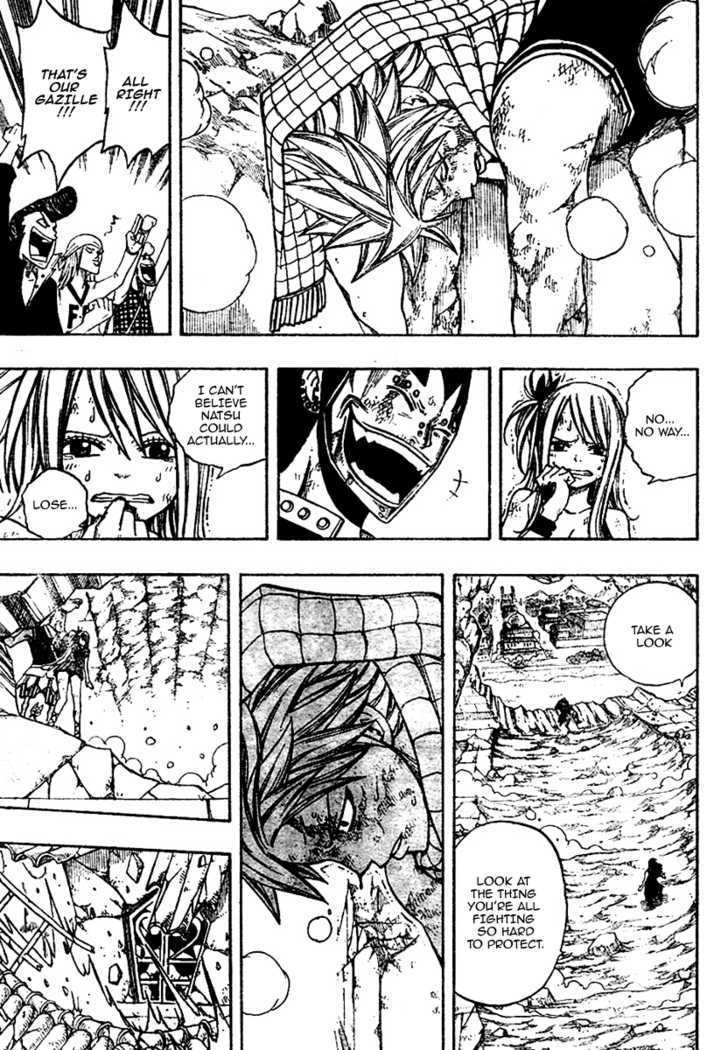 ALL
RIGHT
!!!
THAT'S
OUR
GAZILLE
!!!
NO...
NO WAY...
I CAN'T
BELIEVE
NATSU
COULD
ACTUALLY...
LOSE...
TAKE A
LOOK
LOOK AT
THE THING
YOU'RE ALL
FIGHTING
SO HARD
TO PROTECT.